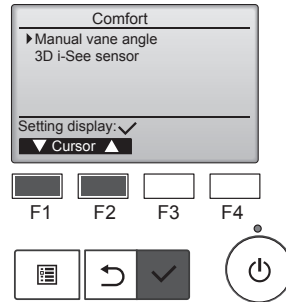 Comfort
Manual vane angle
3D i-See sensor
Setting display:
Cursor
F1 F2 F3 F4